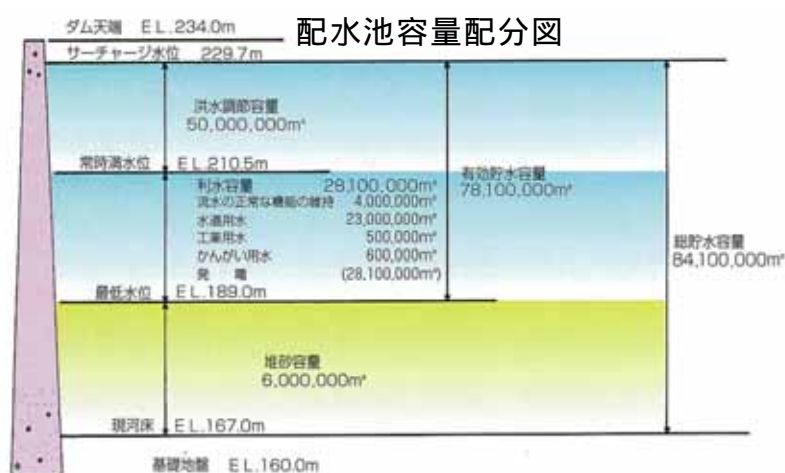 配水池容量配分図
ダム天端 EL.234.0m
サーチャージ水位 229.7m
洪水調節容量
50,000,000m³
常時満水位 EL.210.5m
有効貯水容量
78,100,000m³
利水容量 28,100,000m³
流水の正常な機能の維持 4,000,000m³
水道用水 23,000,000m³
工業用水 500,000m³
かんがい用水 600,000m³
発電 (28,100,000m³)
総貯水容量
84,100,000m³
最低水位 EL.189.0m
堆砂容量
6,000,000m³
現河床 EL.167.0m
基礎地盤 EL.160.0m